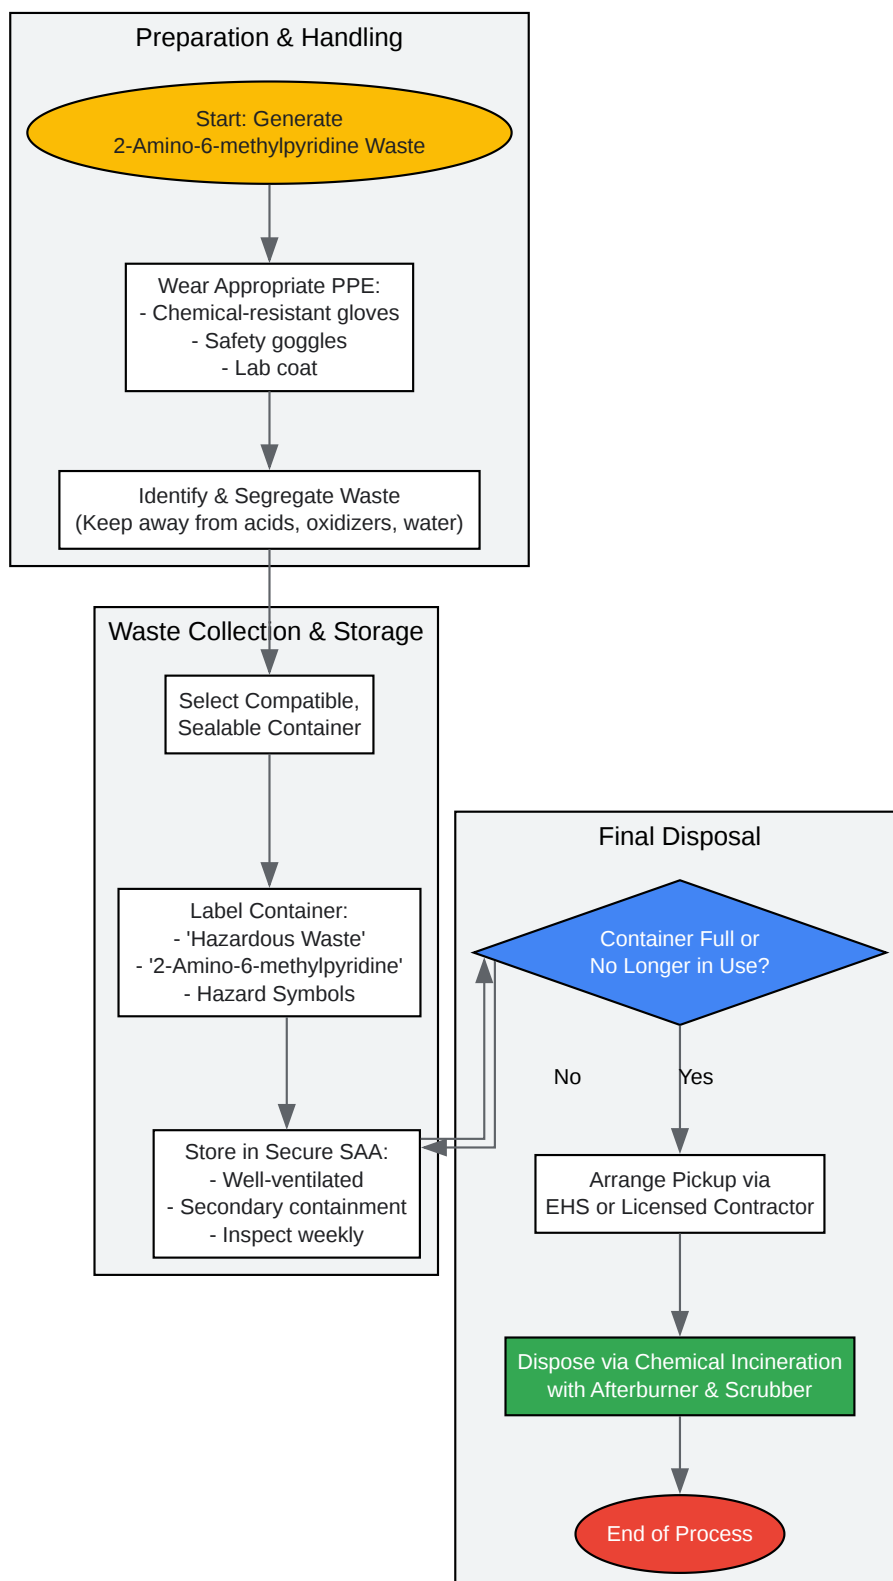 Preparation & Handling
Start: Generate
2-Amino-6-methylpyridine Waste
Wear Appropriate PPE:
- Chemical-resistant gloves
- Safety goggles
- Lab coat
Identify & Segregate Waste
(Keep away from acids, oxidizers, water)
Waste Collection & Storage
Select Compatible,
Sealable Container
Label Container:
- 'Hazardous Waste'
- '2-Amino-6-methylpyridine'
- Hazard Symbols
Store in Secure SAA:
- Well-ventilated
- Secondary containment
- Inspect weekly
Final Disposal
Container Full or
No Longer in Use?
No
Yes
Arrange Pickup via
EHS or Licensed Contractor
Dispose via Chemical Incineration
with Afterburner & Scrubber
End of Process